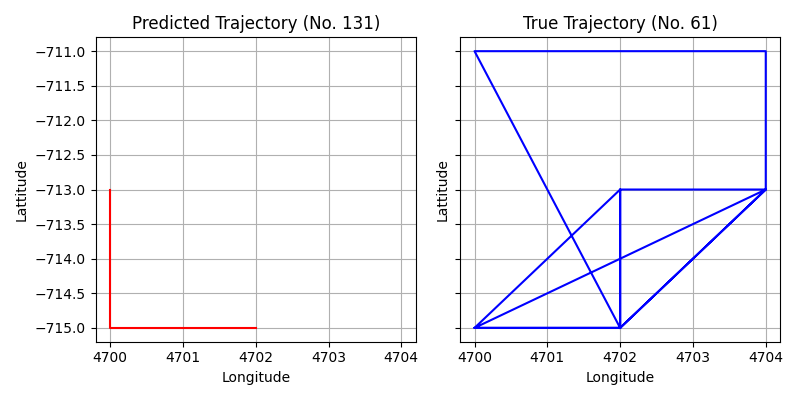 Predicted Trajectory (No. 131)
−711.0
−711.5
−712.0
−712.5
−713.0
−713.5
−714.0
−714.5
−715.0
Lattitude
4700 4701 4702 4703 4704
Longitude
True Trajectory (No. 61)
Lattitude
4700 4701 4702 4703 4704
Longitude